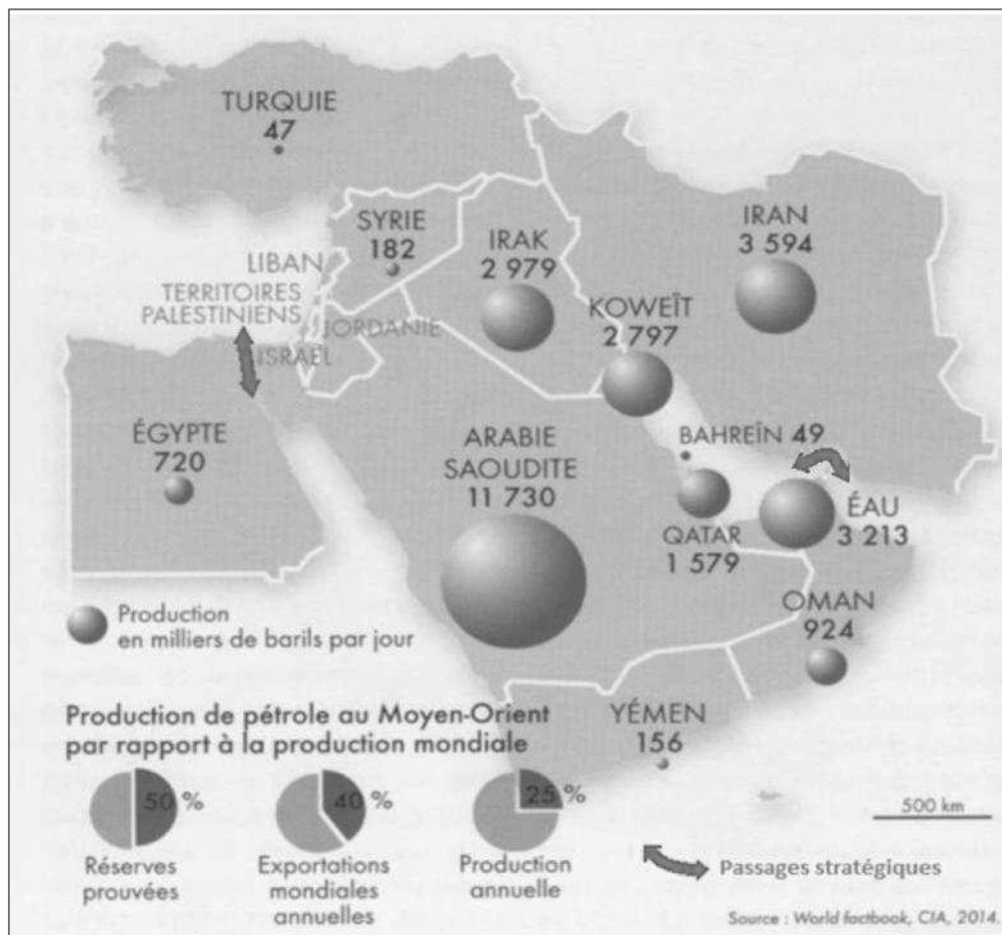 TURQUIE
47
SYRIE
182
IRAK
2 979
IRAN
3 594
LIBAN
TERRITOIRES
PALESTINIENS
JORDANIE
ISRAËL
KOWEÏT
2 797
ÉGYPTE
720
ARABIE
SAOUDITE
11 730
BAHREÎN 49
QATAR
1 579
ÉAU
3 213
OMAN
924
YÉMEN
156
Production
en milliers de barils par jour
Production de pétrole au Moyen-Orient
par rapport à la production mondiale
50 %
40 %
25 %
Réserves
prouvées
Exportations
mondiales
annuelles
Production
annuelle
500 km
Passages stratégiques
Source : World factbook, CIA, 2014.